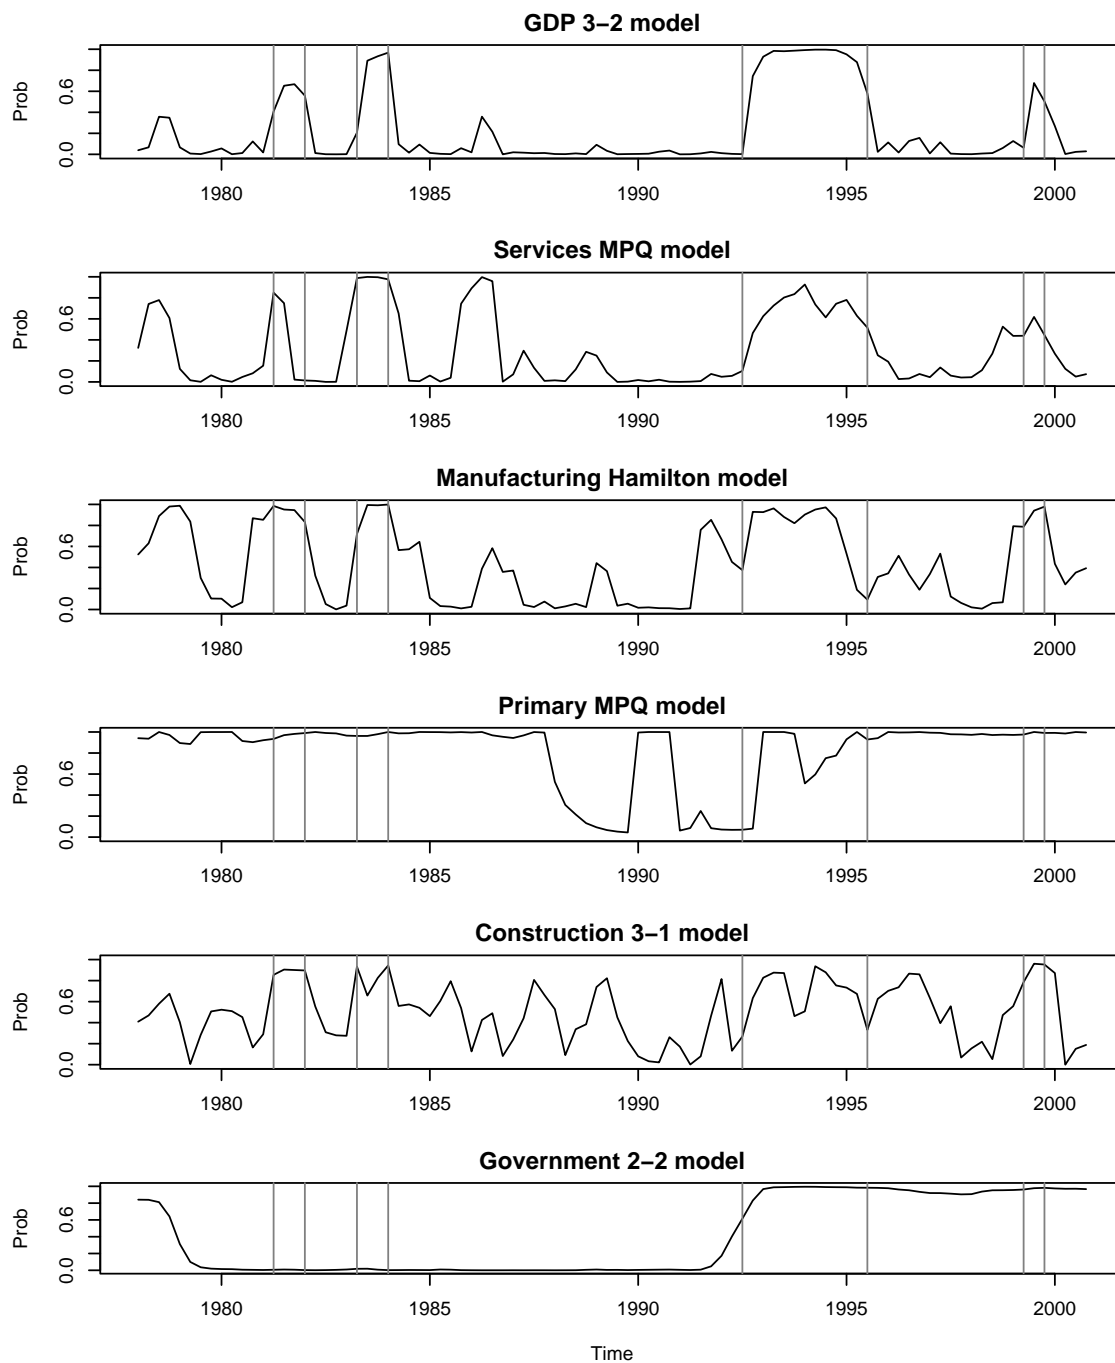 GDP 3−2 model
Prob
0.6
0.0
1980 1985 1990 1995 2000
Services MPQ model
Prob
0.6
0.0
1980 1985 1990 1995 2000
Manufacturing Hamilton model
Prob
0.6
0.0
1980 1985 1990 1995 2000
Primary MPQ model
Prob
0.6
0.0
1980 1985 1990 1995 2000
Construction 3−1 model
Prob
0.6
0.0
1980 1985 1990 1995 2000
Government 2−2 model
Prob
0.6
0.0
1980 1985 1990 1995 2000
Time